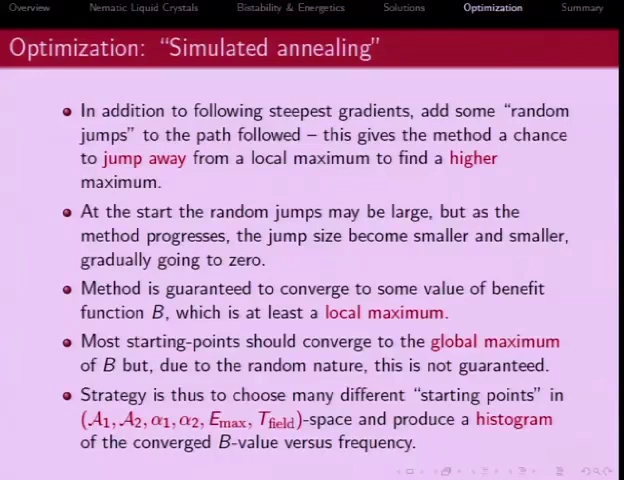 Overview Nematic Liquid Crystals Bistability & Energetics Solutions Optimization Summary
Optimization: “Simulated annealing”
In addition to following steepest gradients, add some “random
jumps” to the path followed – this gives the method a chance
to jump away from a local maximum to find a higher
maximum.
At the start the random jumps may be large, but as the
method progresses, the jump size become smaller and smaller,
gradually going to zero.
Method is guaranteed to converge to some value of benefit
function B, which is at least a local maximum.
Most starting-points should converge to the global maximum
of B but, due to the random nature, this is not guaranteed.
Strategy is thus to choose many different “starting points” in
(A₁, A₂, α₁, α₂, E_max, T_field)-space and produce a histogram
of the converged B-value versus frequency.